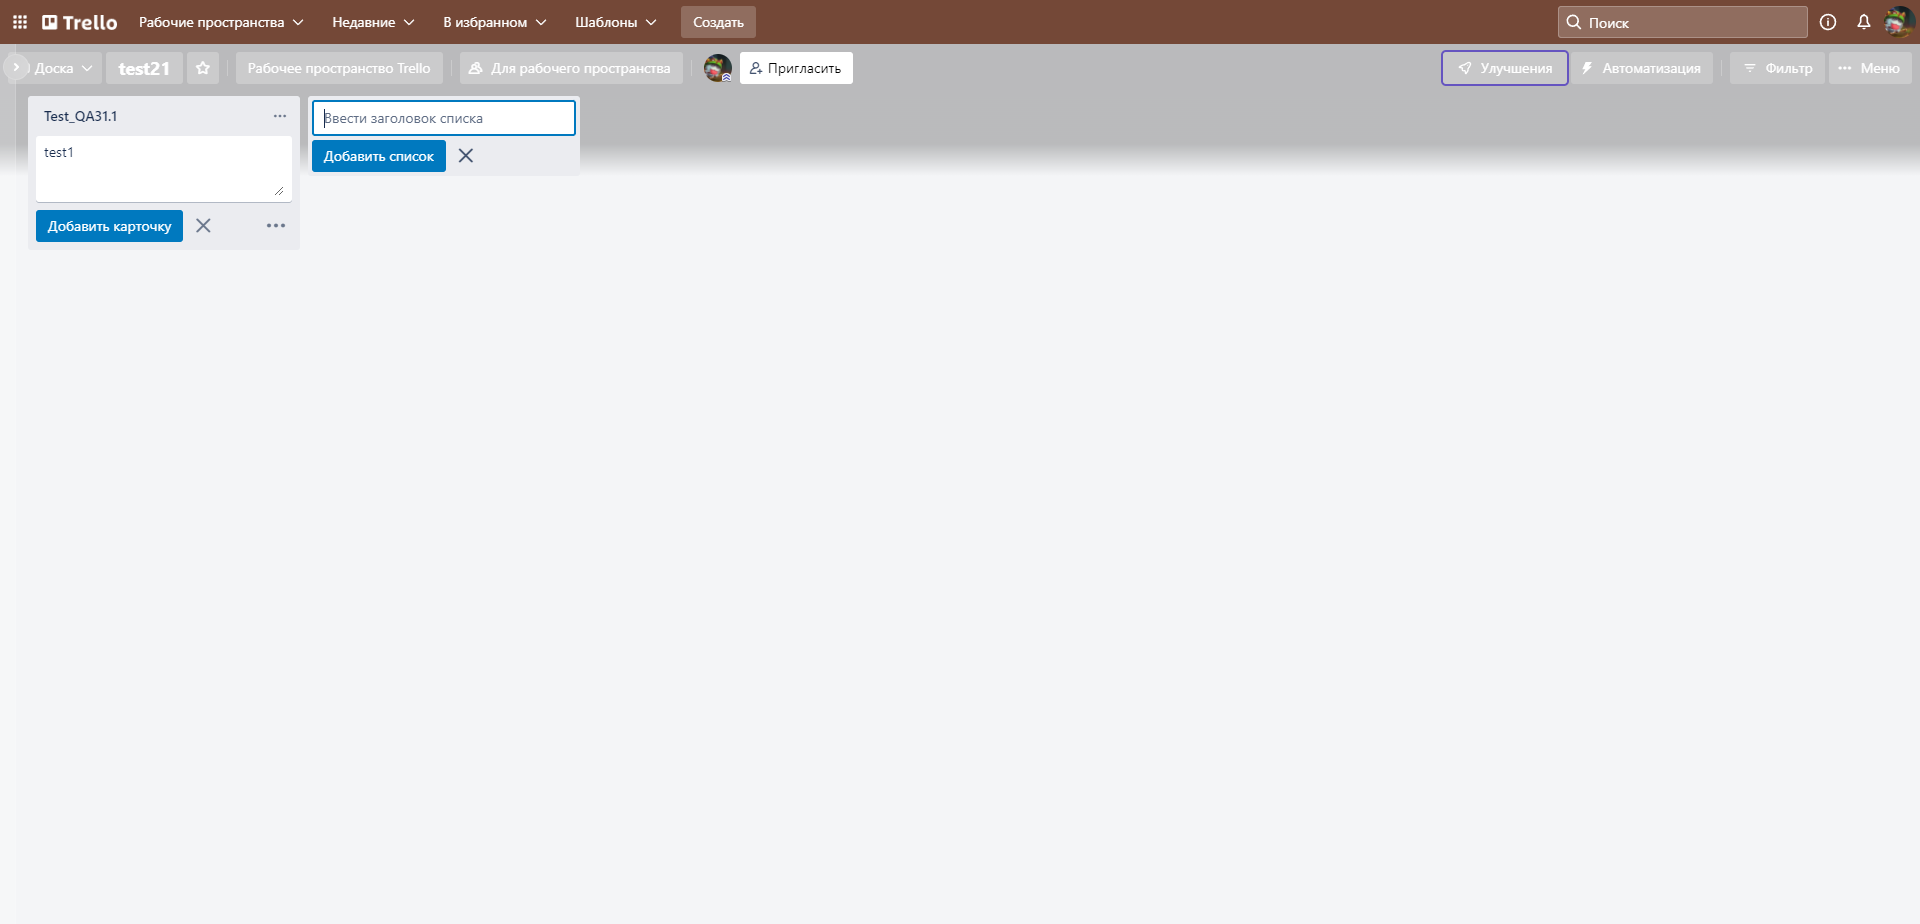 Trello Рабочие пространства Недавние В избранном Шаблоны Создать Поиск
Доска test21 Рабочее пространство Trello Для рабочего пространства Пригласить Улучшения Автоматизация Фильтр Меню
Test_QA31.1
test1
Добавить карточку
Ввести заголовок списка
Добавить список